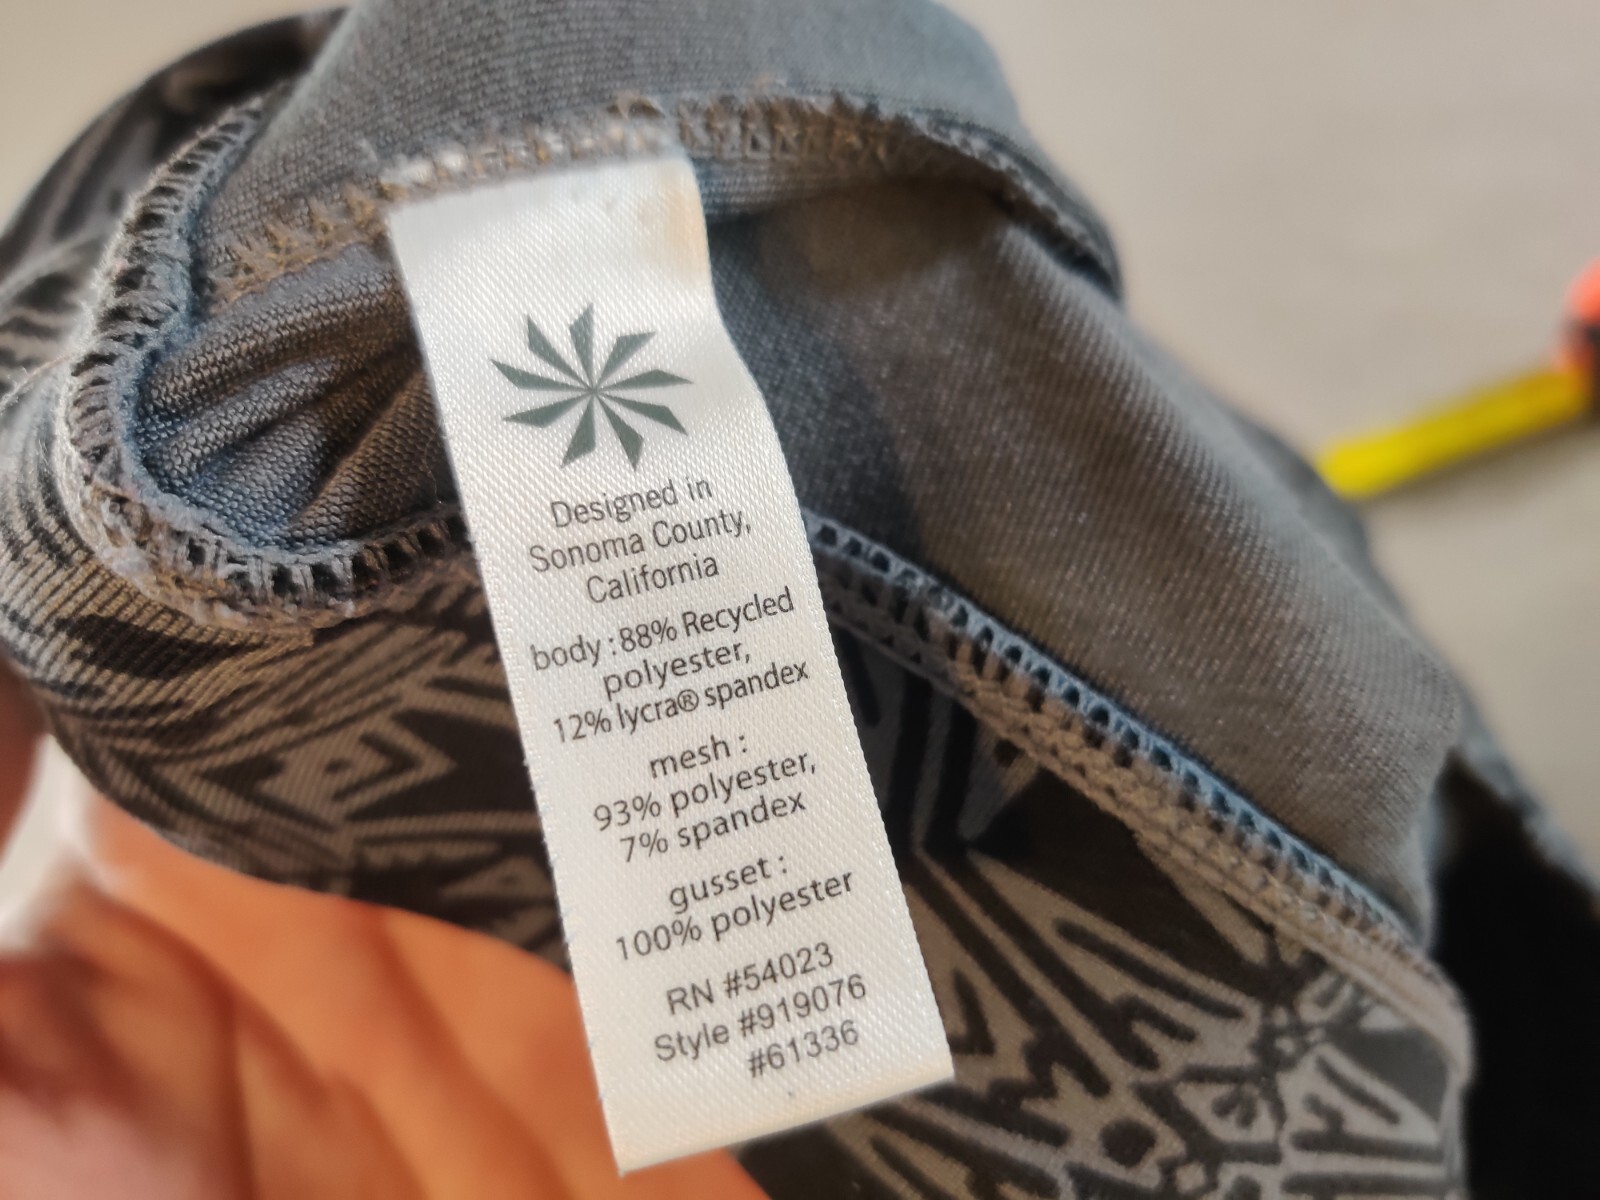 Designed in
Sonoma County,
California
body : 88% Recycled
polyester,
12% lycra® spandex
mesh :
93% polyester,
7% spandex
gusset :
100% polyester
RN #54023
Style #919076
#61336